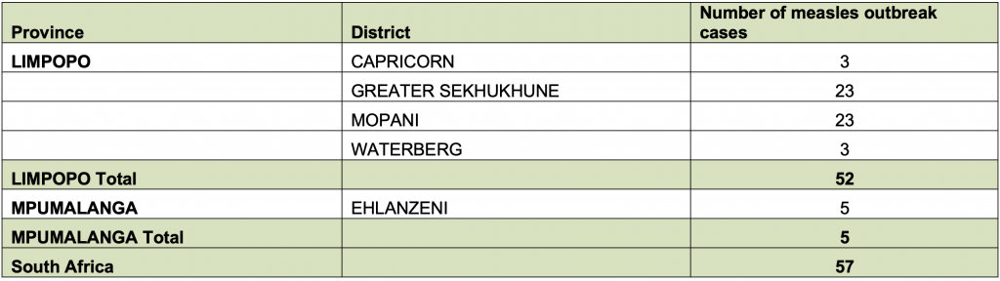 Province District Number of measles outbreak
cases
LIMPOPO CAPRICORN 3
GREATER SEKHUKHUNE 23
MOPANI 23
WATERBERG 3
LIMPOPO Total 52
MPUMALANGA EHLANZENI 5
MPUMALANGA Total 5
South Africa 57